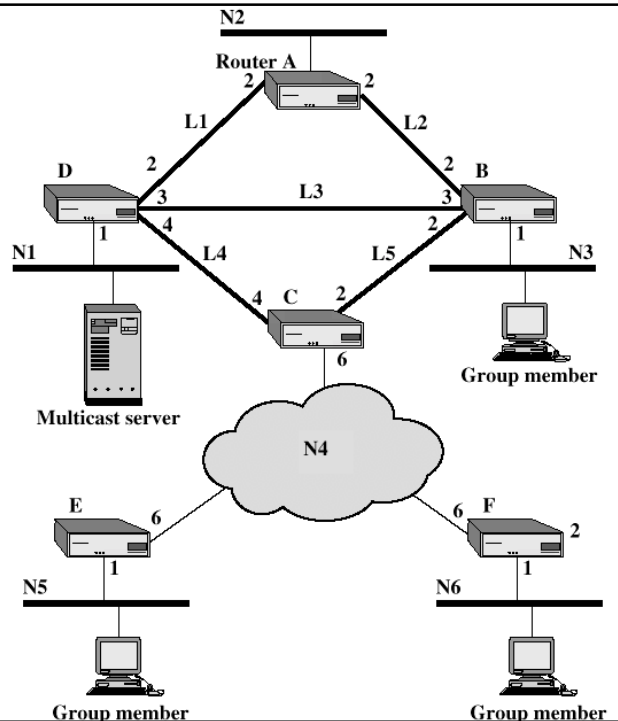 N2
Router A
2 2
L1 L2
D 2 2 B
3 L3 3
4 2
1 1
N1 L4 L5 N3
4 C 2
6
Multicast server
Group member
N4
E 6 6 F
2
1 1
N5 N6
Group member Group member